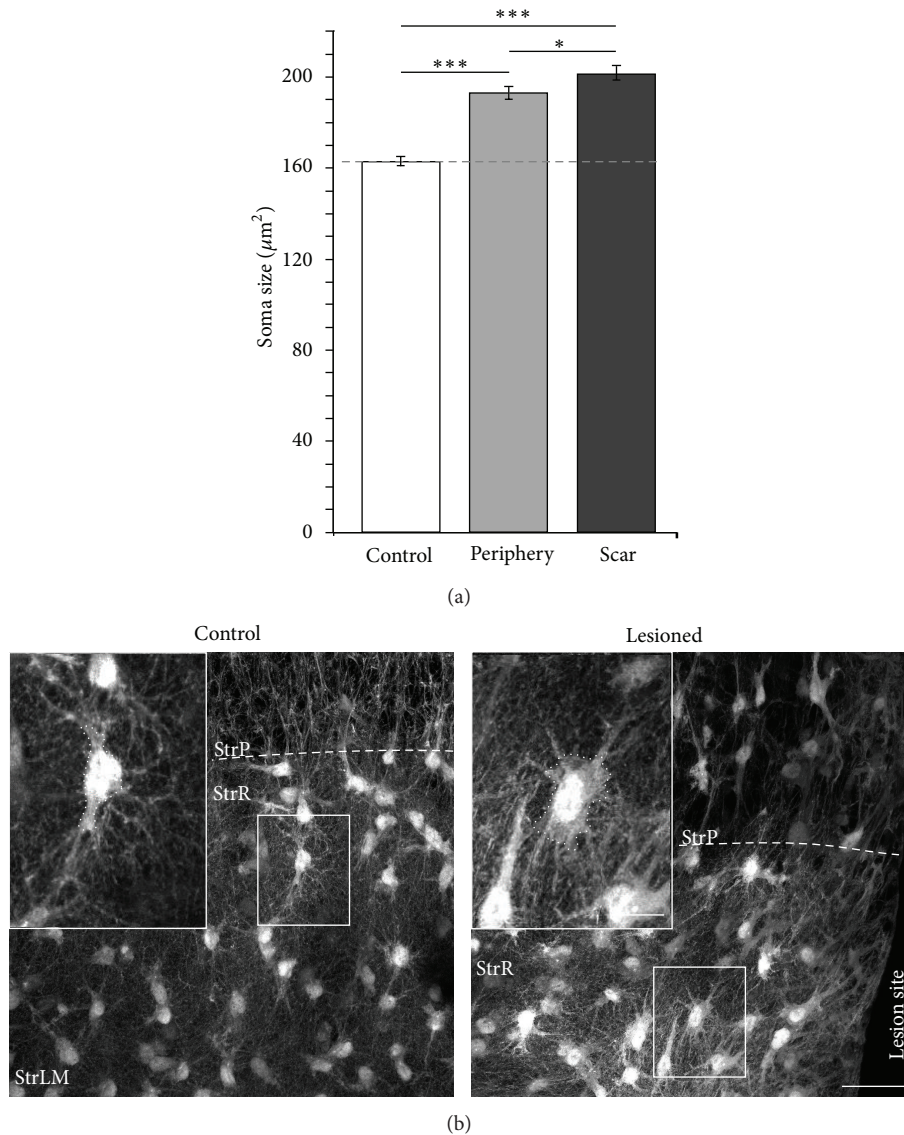 ***
*
***
200
160
120
80
40
0
Soma size (μm²)
Control Periphery Scar
(a)
Control
Lesioned
StrP
StrR
StrLM
StrP
StrR
Lesion site
(b)